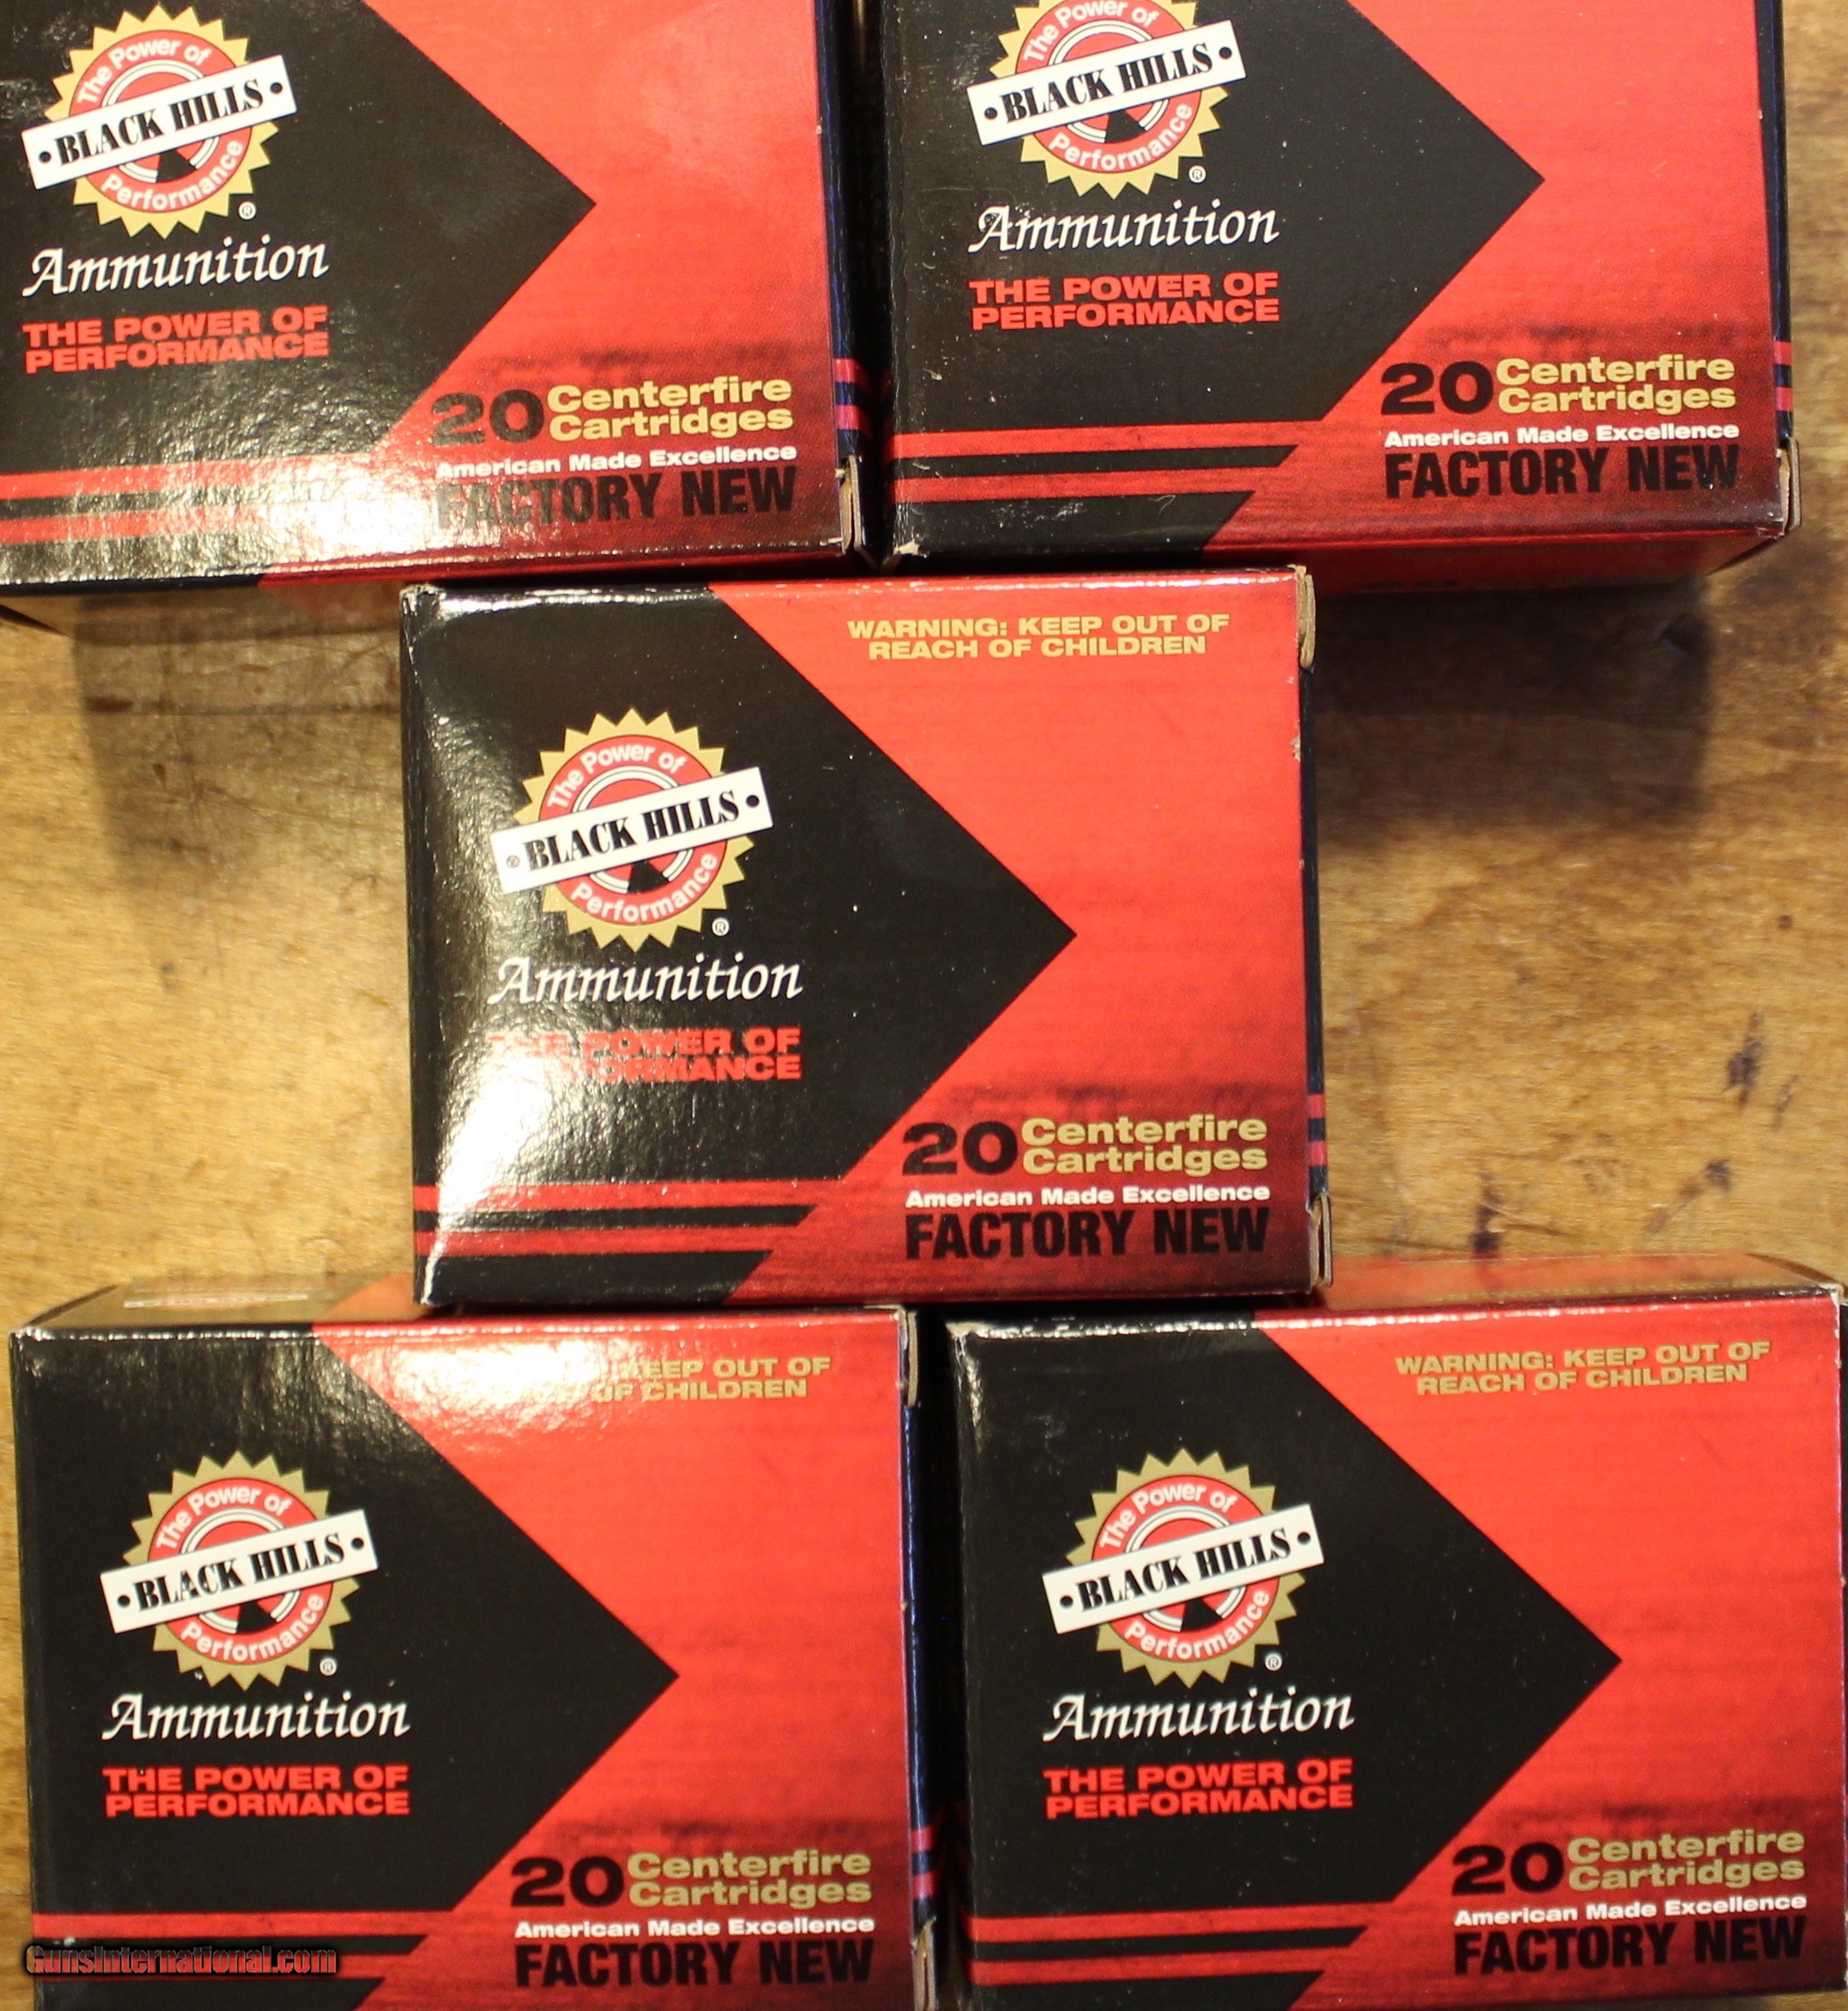 The Power of
• BLACK HILLS •
Performance
®
Ammunition
THE POWER OF
PERFORMANCE
20 Centerfire
Cartridges
American Made Excellence
FACTORY NEW
The Power of
• BLACK HILLS •
Performance
®
Ammunition
THE POWER OF
PERFORMANCE
20 Centerfire
Cartridges
American Made Excellence
FACTORY NEW
WARNING: KEEP OUT OF
REACH OF CHILDREN
The Power of
• BLACK HILLS •
Performance
®
Ammunition
THE POWER OF
PERFORMANCE
20 Centerfire
Cartridges
American Made Excellence
FACTORY NEW
KEEP OUT OF
OF CHILDREN
The Power of
• BLACK HILLS •
Performance
®
Ammunition
THE POWER OF
PERFORMANCE
20 Centerfire
Cartridges
American Made Excellence
FACTORY NEW
WARNING: KEEP OUT OF
REACH OF CHILDREN
The Power of
• BLACK HILLS •
Performance
®
Ammunition
THE POWER OF
PERFORMANCE
20 Centerfire
Cartridges
American Made Excellence
FACTORY NEW
GunsInternational.com